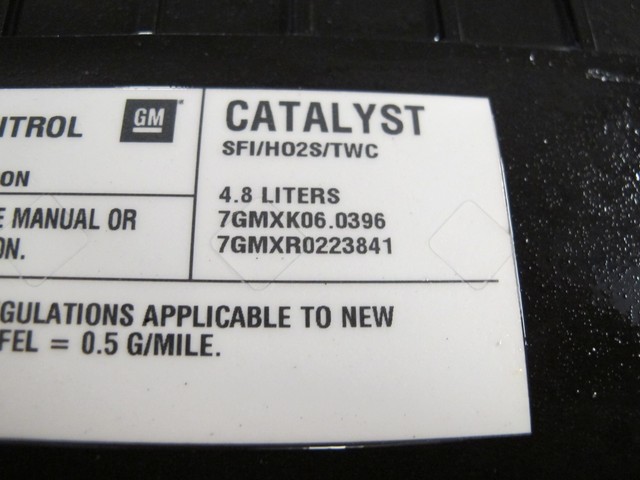 NTROL
GM
CATALYST
SFI/HO2S/TWC
ON
4.8 LITERS
E MANUAL OR
7GMXK06.0396
ON.
7GMXR0223841
GULATIONS APPLICABLE TO NEW
FEL = 0.5 G/MILE.